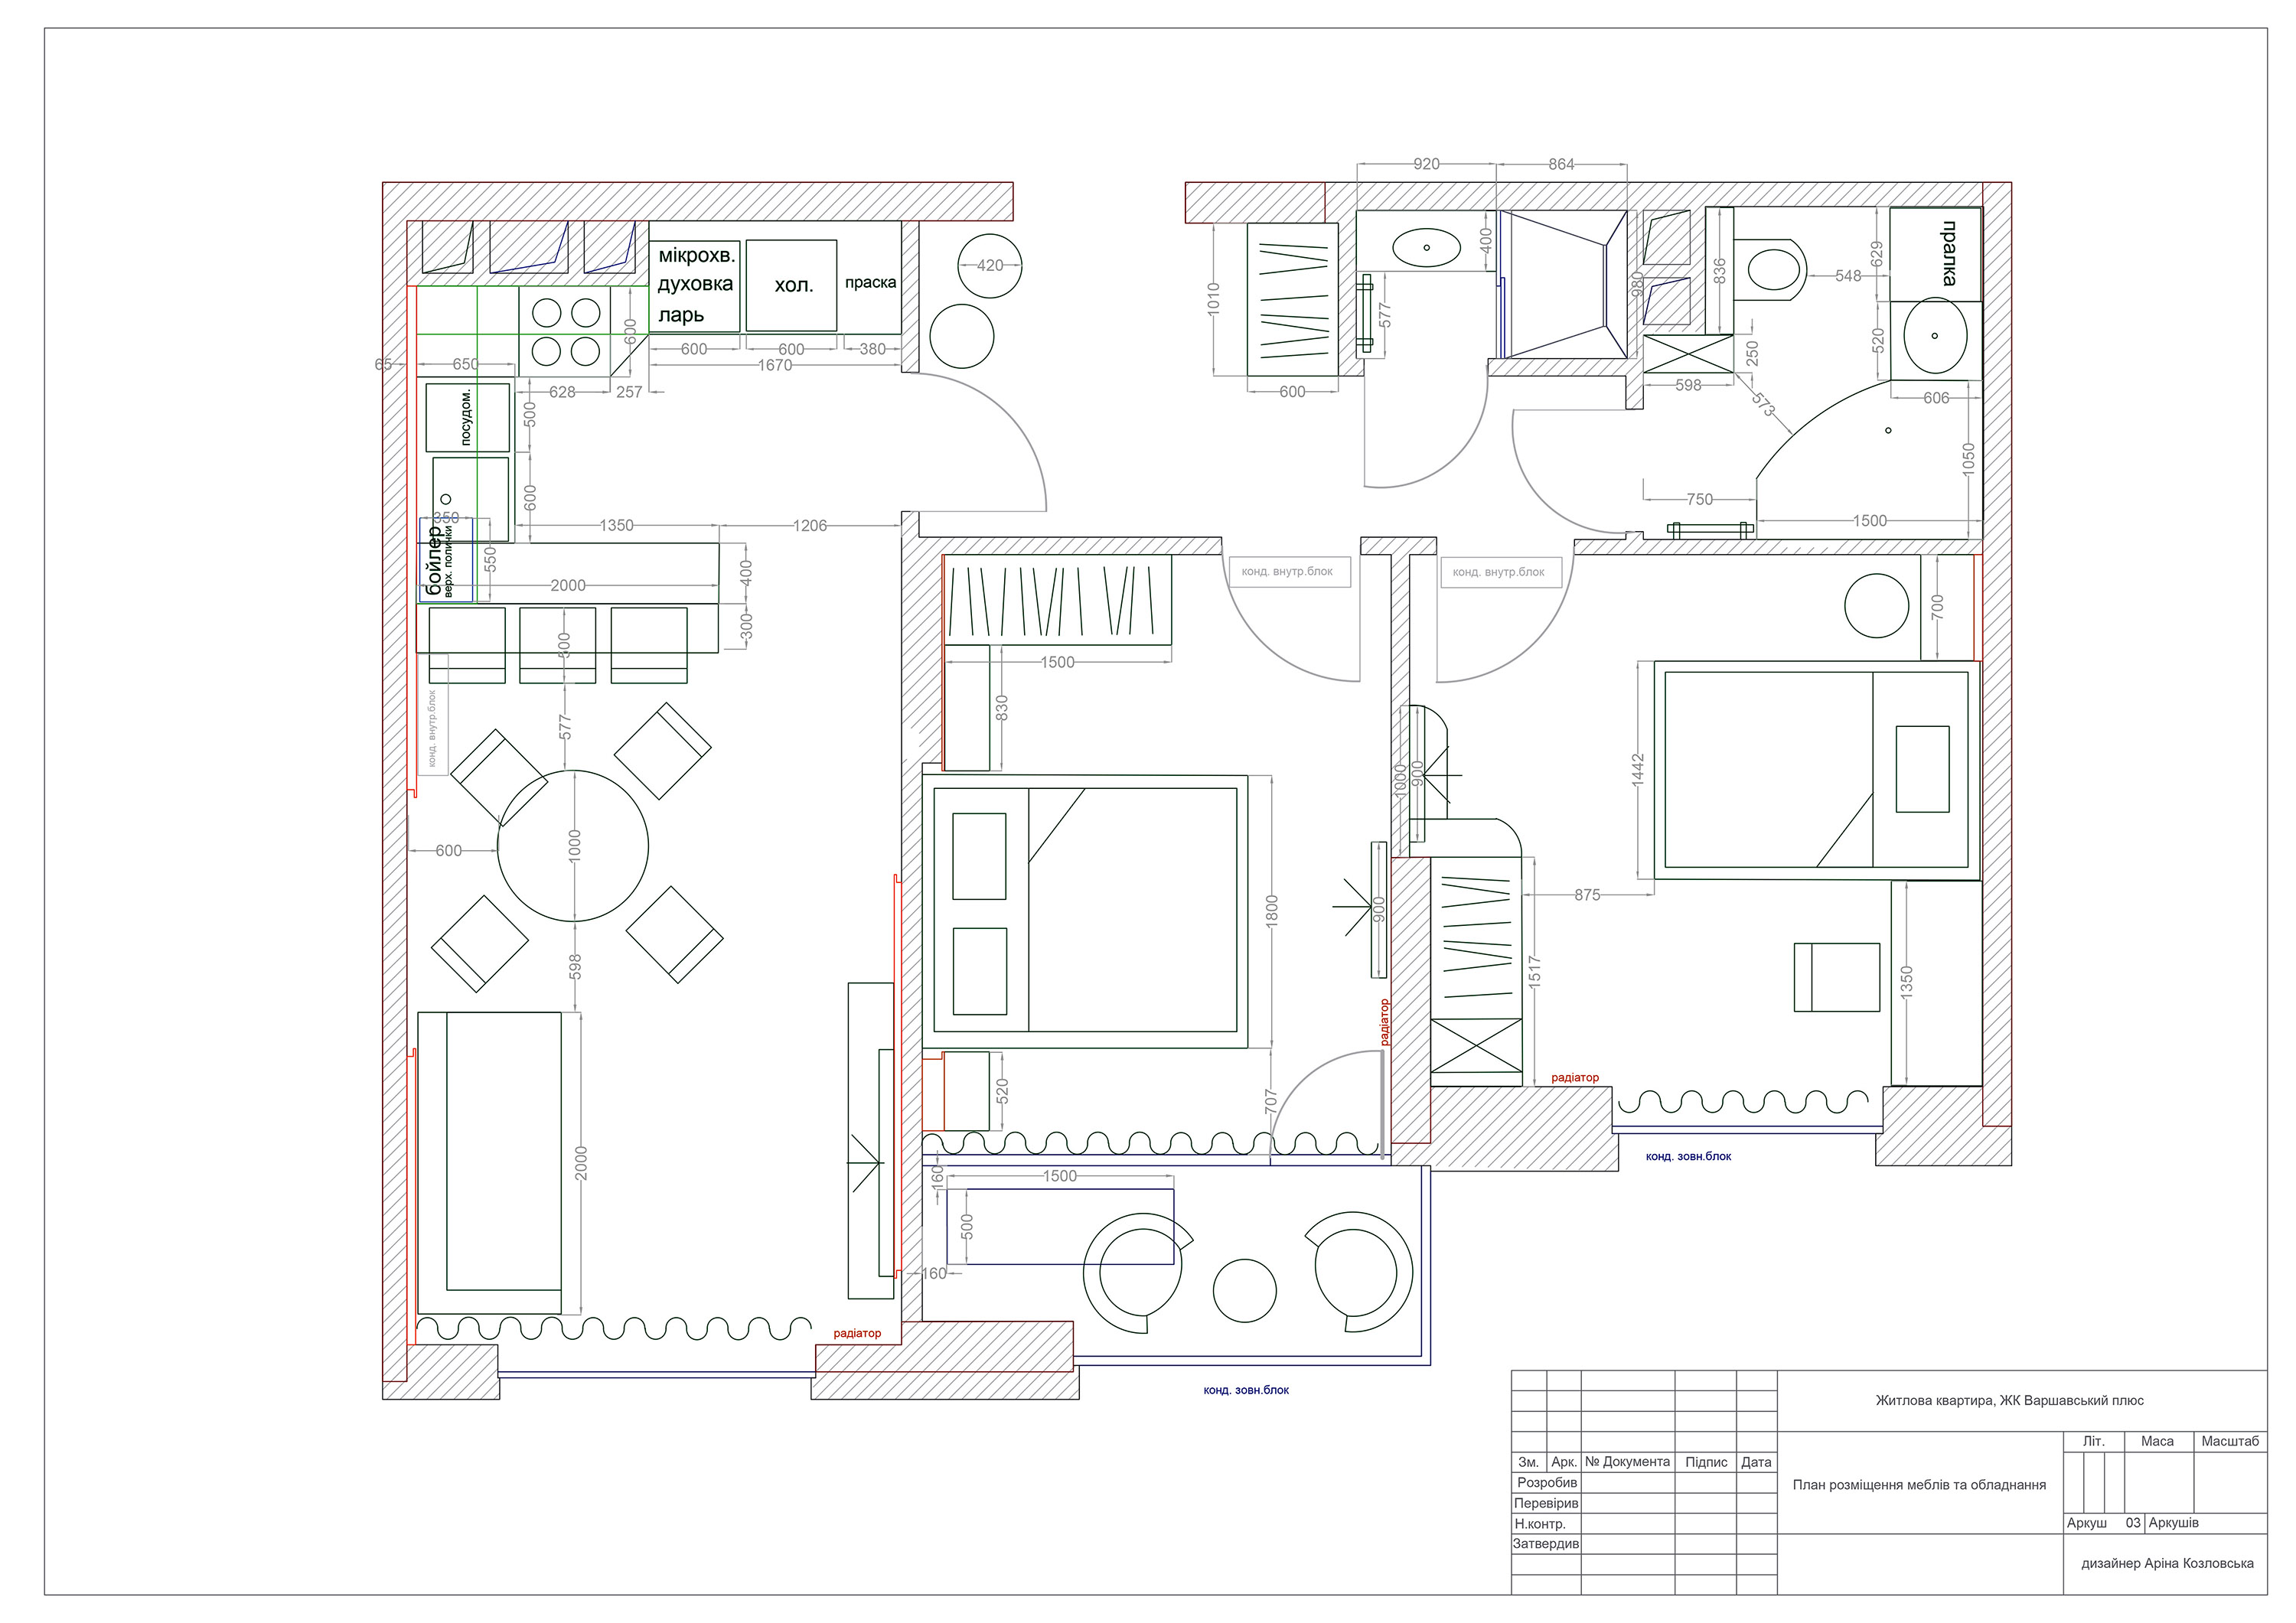 920
864
мікрохв.
духовка
ларь
хол.
праска
420
1010
400
577
980
836
548
629
пралка
520
600
600
600
380
1670
65
650
628
257
600
250
598
573
606
посудом.
500
600
350
550
бойлер
верх. полички
1350
1206
2000
400
300
750
1500
1050
конд. внутр.блок
конд. внутр.блок
700
500
577
конд. внутр.блок
1500
830
1000
900
1442
600
1000
598
1800
900
875
1517
1350
радіатор
радіатор
2000
520
707
160
1500
500
160
конд. зовн.блок
радіатор
конд. зовн.блок
Житлова квартира, ЖК Варшавський плюс
Літ.
Маса
Масштаб
Зм.
Арк.
№ Документа
Підпис
Дата
Розробив
План розміщення меблів та обладнання
Перевірив
Н.контр.
Аркуш 03
Аркушів
Затвердив
дизайнер Аріна Козловська